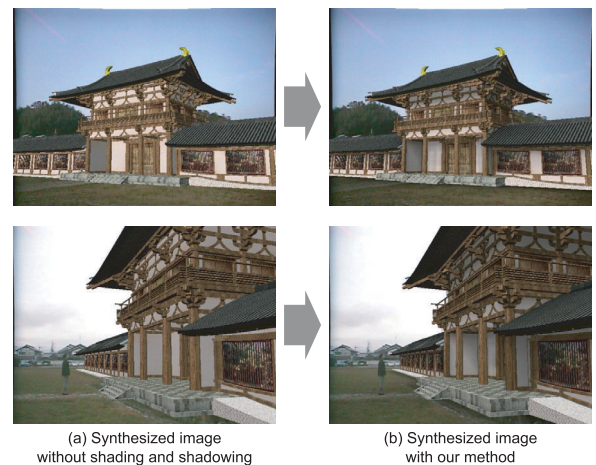 (a) Synthesized image
without shading and shadowing
(b) Synthesized image
with our method